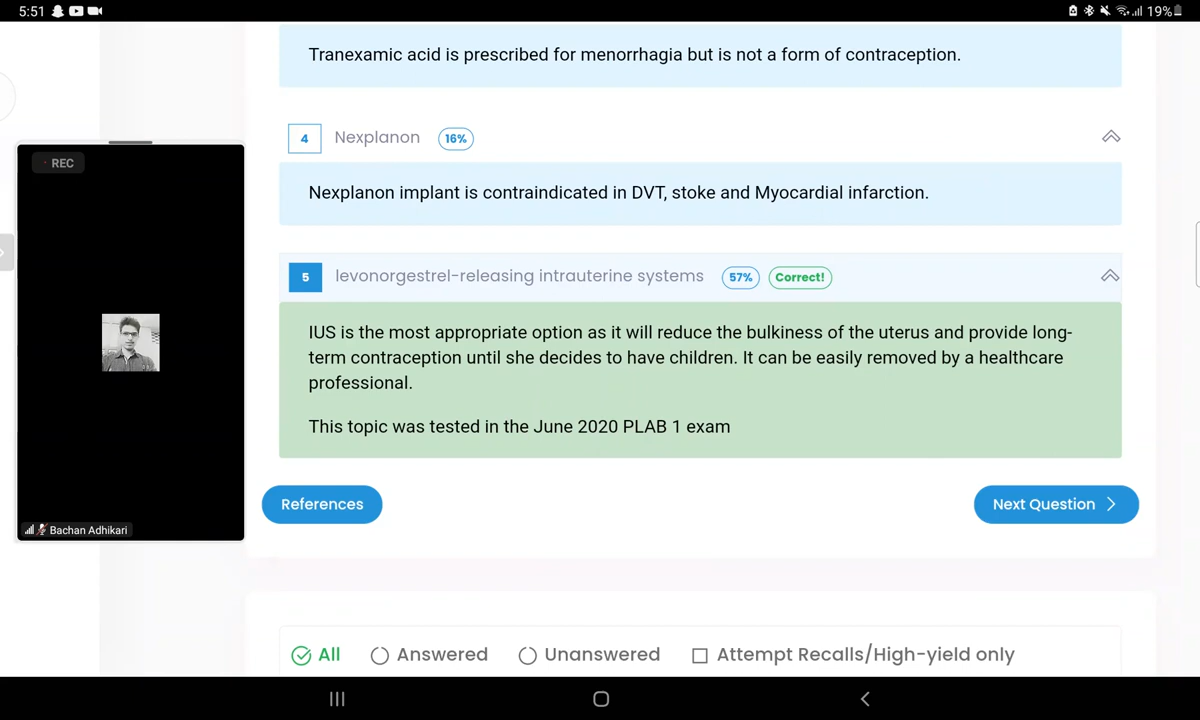 5:51
19%
Tranexamic acid is prescribed for menorrhagia but is not a form of contraception.
4 Nexplanon 16%
REC
Nexplanon implant is contraindicated in DVT, stoke and Myocardial infarction.
5 levonorgestrel-releasing intrauterine systems 57% Correct!
IUS is the most appropriate option as it will reduce the bulkiness of the uterus and provide long-
term contraception until she decides to have children. It can be easily removed by a healthcare
professional.
This topic was tested in the June 2020 PLAB 1 exam
References
Next Question
Bachan Adhikari
All Answered Unanswered Attempt Recalls/High-yield only